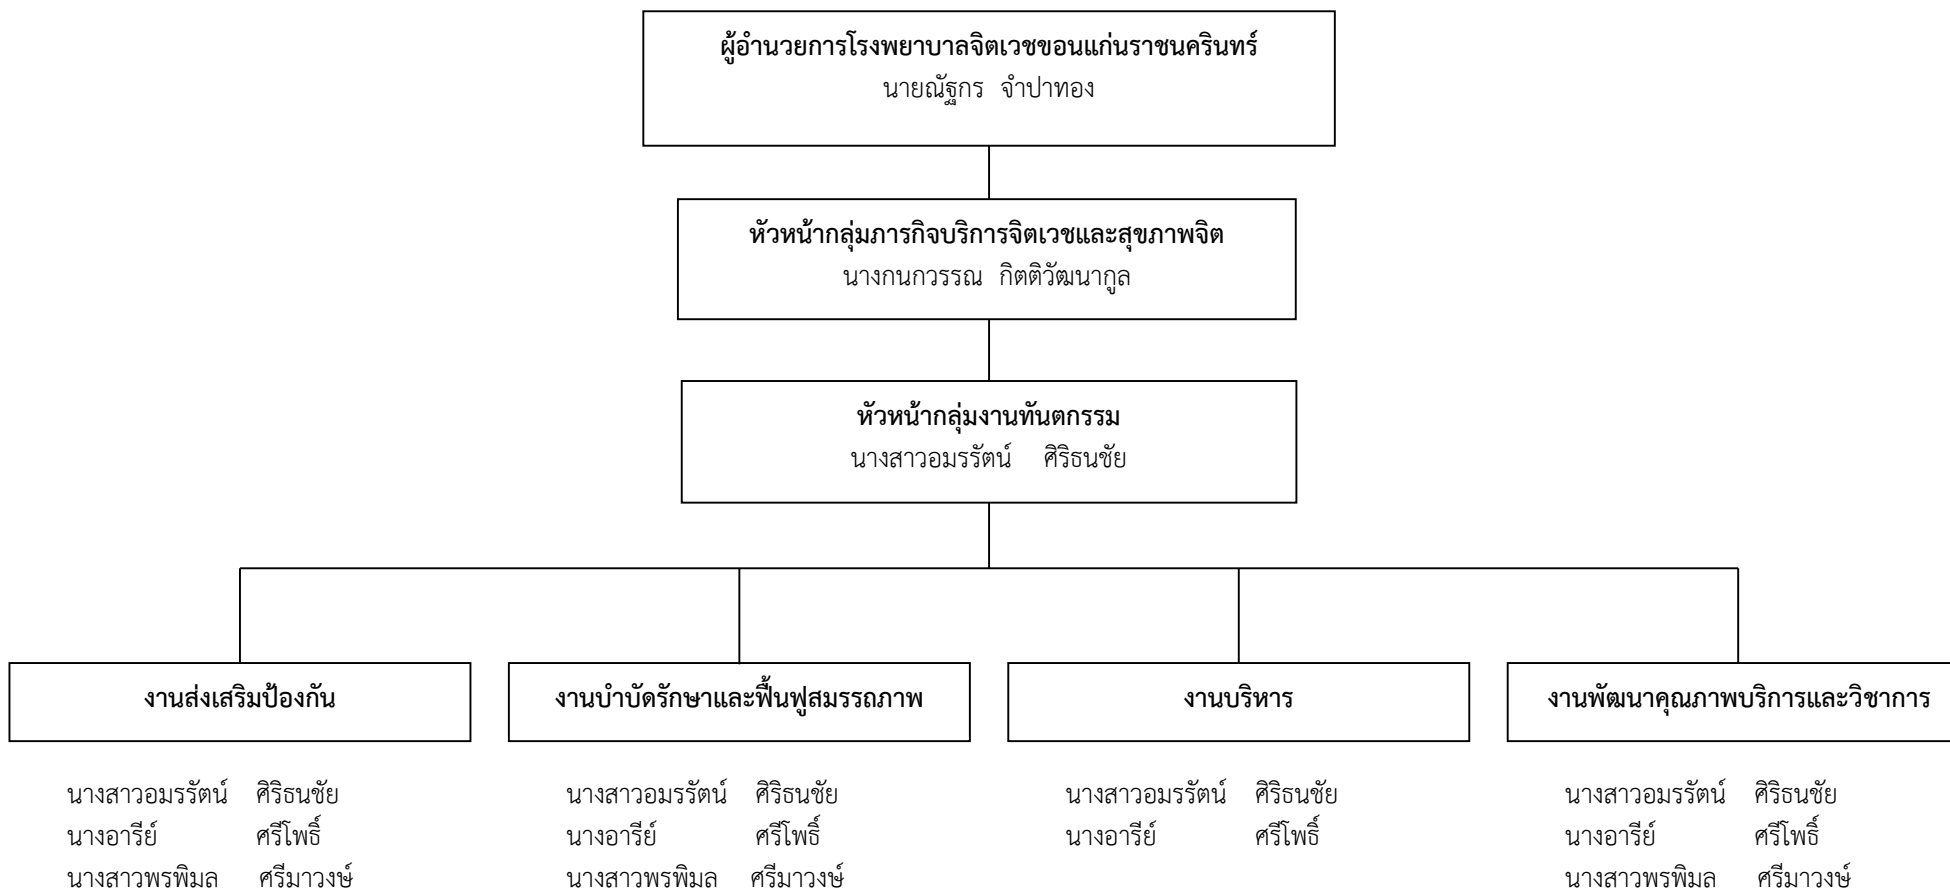 ผู้อำนวยการโรงพยาบาลจิตเวชขอนแก่นราชนครินทร์
นายณัฐกร จำปาทอง
หัวหน้ากลุ่มภารกิจบริการจิตเวชและสุขภาพจิต
นางกนกวรรณ กิตติวัฒนากูล
หัวหน้ากลุ่มงานทันตกรรม
นางสาวอมรรัตน์ ศิริธนชัย
งานส่งเสริมป้องกัน
นางสาวอมรรัตน์ ศิริธนชัย
นางอารีย์ ศรีโพธิ์
นางสาวพรพิมล ศรีมาวงษ์
งานบำบัดรักษาและฟื้นฟูสมรรถภาพ
นางสาวอมรรัตน์ ศิริธนชัย
นางอารีย์ ศรีโพธิ์
นางสาวพรพิมล ศรีมาวงษ์
งานบริหาร
นางสาวอมรรัตน์ ศิริธนชัย
นางอารีย์ ศรีโพธิ์
งานพัฒนาคุณภาพบริการและวิชาการ
นางสาวอมรรัตน์ ศิริธนชัย
นางอารีย์ ศรีโพธิ์
นางสาวพรพิมล ศรีมาวงษ์